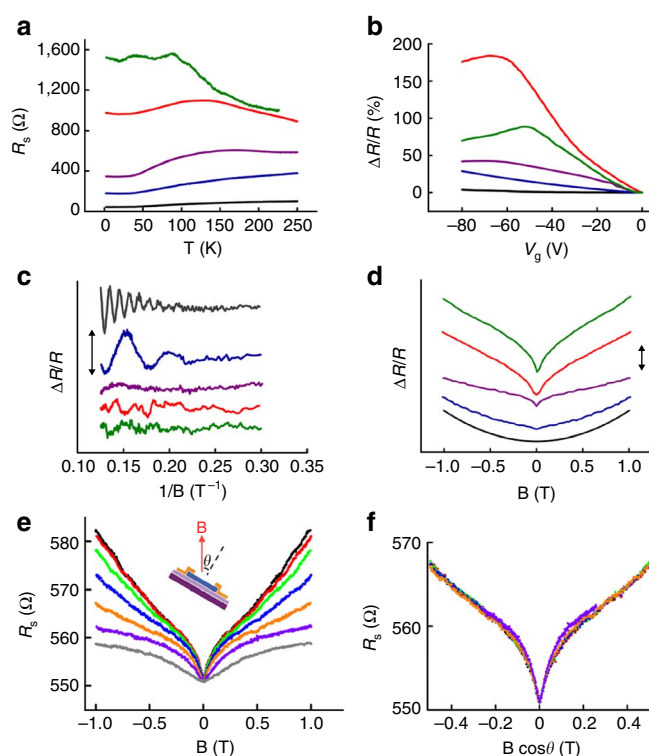 a
1,600
1,200
800
400
0
Rs (Ω)
0 50 100 150 200 250
T (K)
b
200
150
100
50
0
ΔR/R (%)
−80 −60 −40 −20 0
Vg (V)
c
ΔR/R
0.10 0.15 0.20 0.25 0.30 0.35
1/B (T⁻¹)
d
ΔR/R
−1.0 −0.5 0 0.5 1.0
B (T)
e
580
570
560
550
Rs (Ω)
B
θ
−1.0 −0.5 0 0.5 1.0
B (T)
f
570
560
550
Rs (Ω)
−0.4 −0.2 0 0.2 0.4
B cosθ (T)